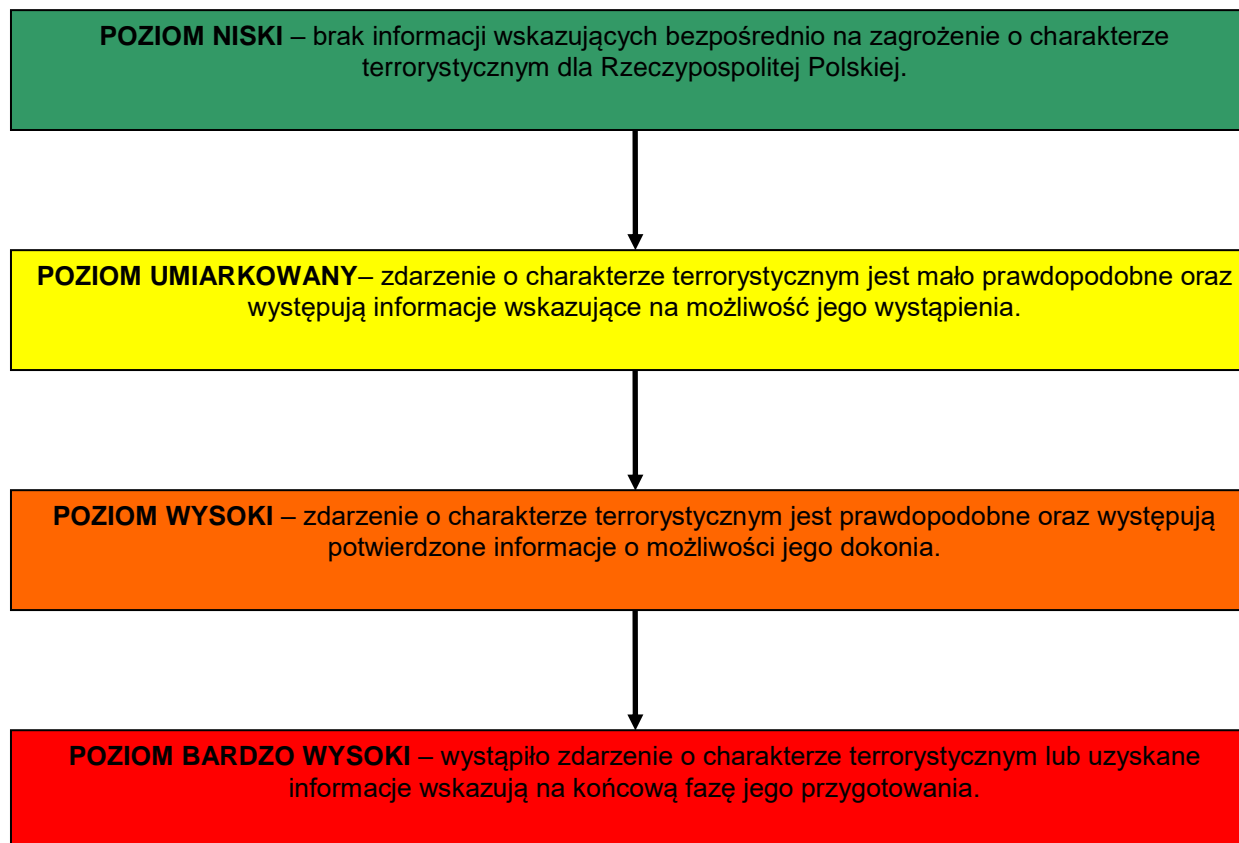 POZIOM NISKI – brak informacji wskazujących bezpośrednio na zagrożenie o charakterze
terrorystycznym dla Rzeczypospolitej Polskiej.
POZIOM UMIARKOWANY– zdarzenie o charakterze terrorystycznym jest mało prawdopodobne oraz
występują informacje wskazujące na możliwość jego wystąpienia.
POZIOM WYSOKI – zdarzenie o charakterze terrorystycznym jest prawdopodobne oraz występują
potwierdzone informacje o możliwości jego dokonia.
POZIOM BARDZO WYSOKI – wystąpiło zdarzenie o charakterze terrorystycznym lub uzyskane
informacje wskazują na końcową fazę jego przygotowania.